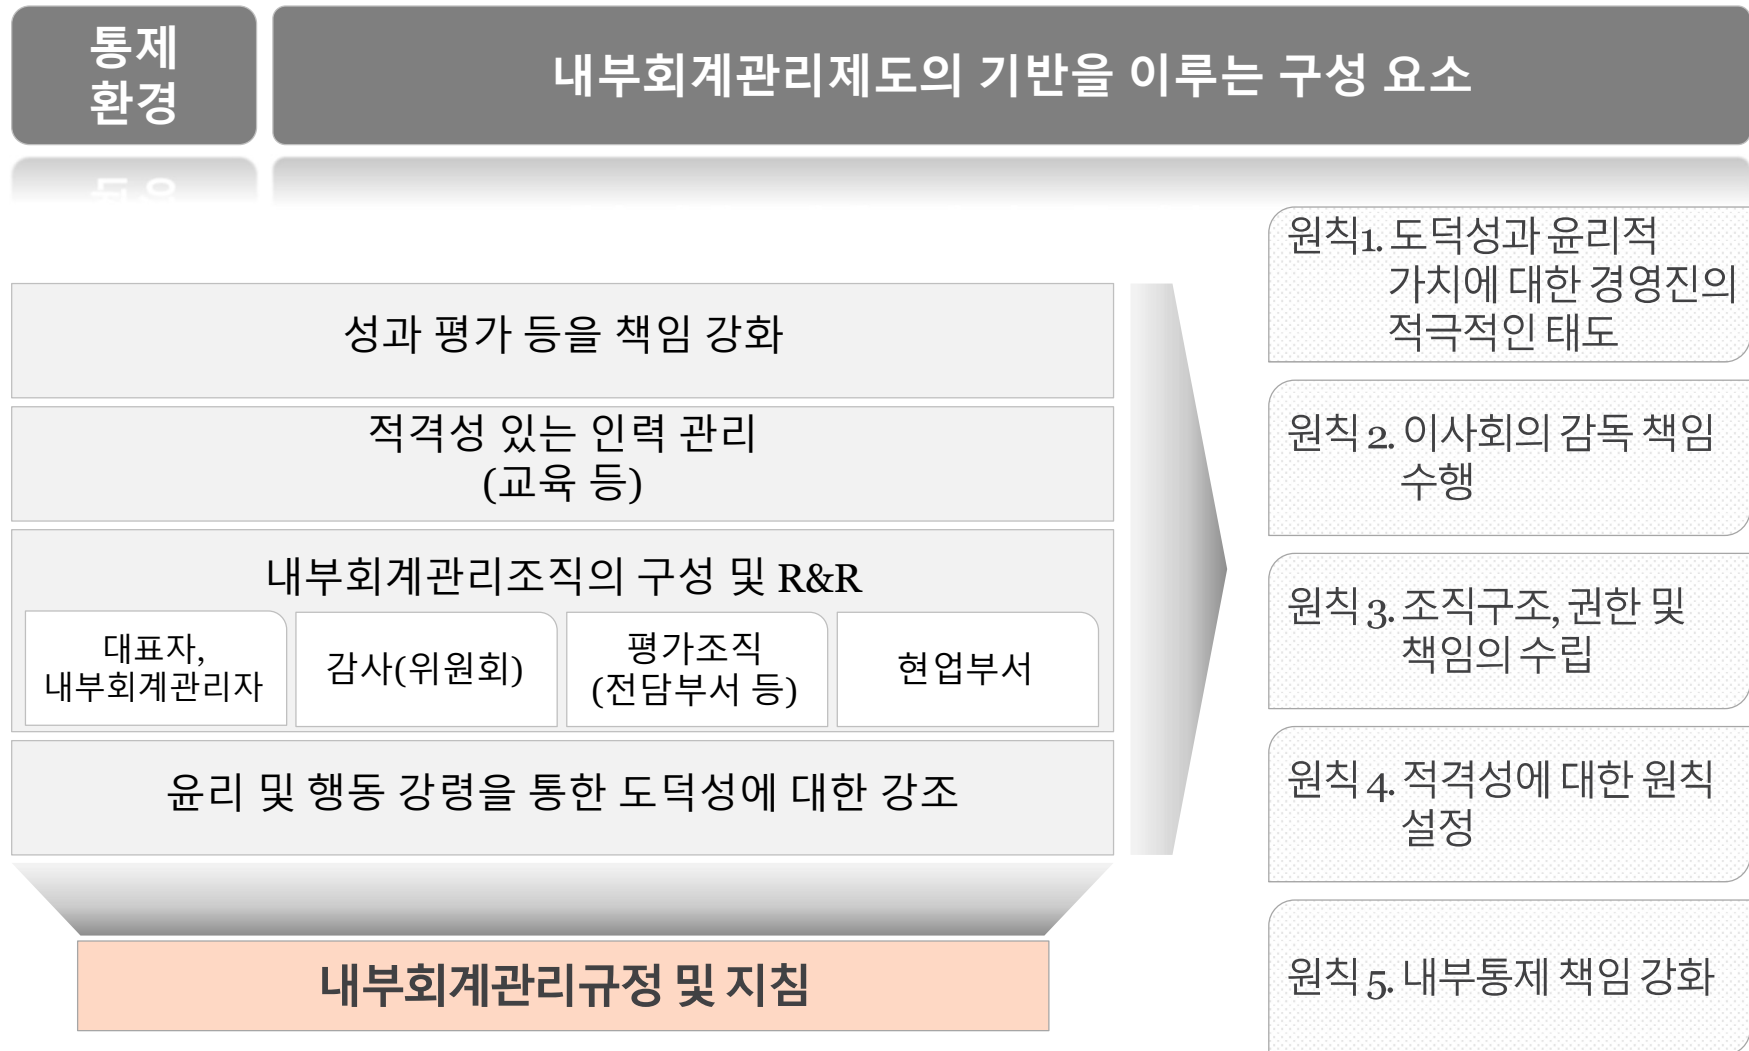 통제
환경
내부회계관리제도의 기반을 이루는 구성 요소
성과 평가 등을 책임 강화
적격성 있는 인력 관리
(교육 등)
내부회계관리조직의 구성 및 R&R
대표자,
내부회계관리자
감사(위원회)
평가조직
(전담부서 등)
현업부서
윤리 및 행동 강령을 통한 도덕성에 대한 강조
내부회계관리규정 및 지침
원칙1. 도덕성과 윤리적
가치에 대한 경영진의
적극적인 태도
원칙 2. 이사회의 감독 책임
수행
원칙 3. 조직구조, 권한 및
책임의 수립
원칙 4. 적격성에 대한 원칙
설정
원칙 5. 내부통제 책임 강화